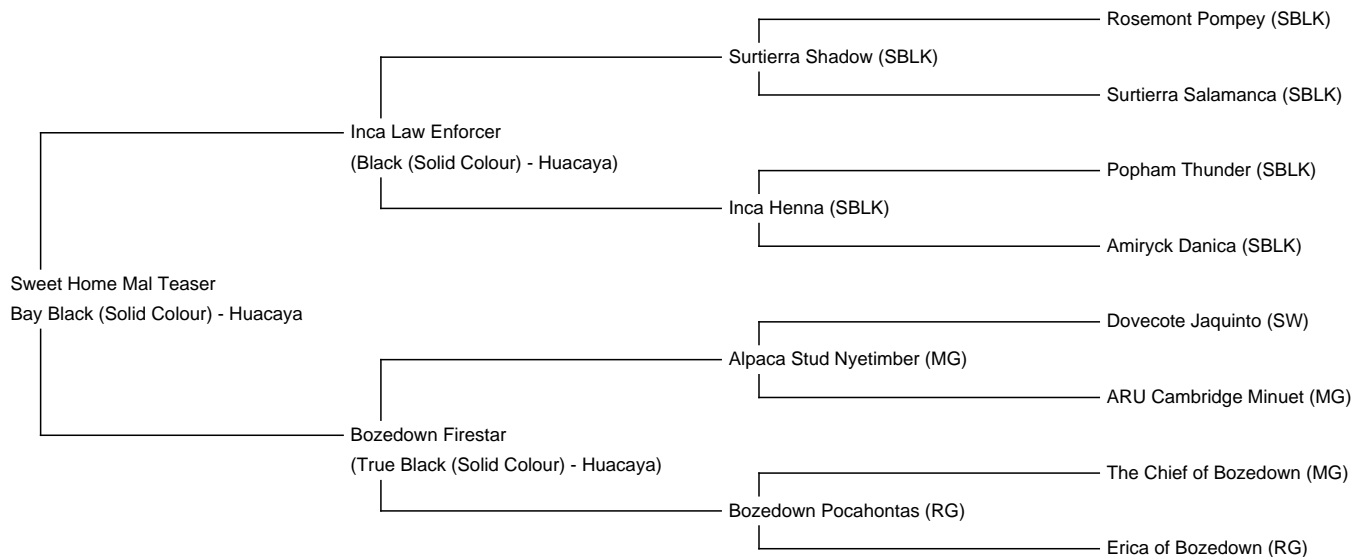 Rosemont Pompey (SBLK)
Surtierra Shadow (SBLK)
Surtierra Salamanca (SBLK)
Inca Law Enforcer
(Black (Solid Colour) - Huacaya)
Popham Thunder (SBLK)
Inca Henna (SBLK)
Amiryck Danica (SBLK)
Sweet Home Mal Teaser
Bay Black (Solid Colour) - Huacaya
Dovecote Jaquinto (SW)
Alpaca Stud Nyetimber (MG)
ARU Cambridge Minuet (MG)
Bozedown Firestar
(True Black (Solid Colour) - Huacaya)
The Chief of Bozedown (MG)
Bozedown Pocahontas (RG)
Erica of Bozedown (RG)